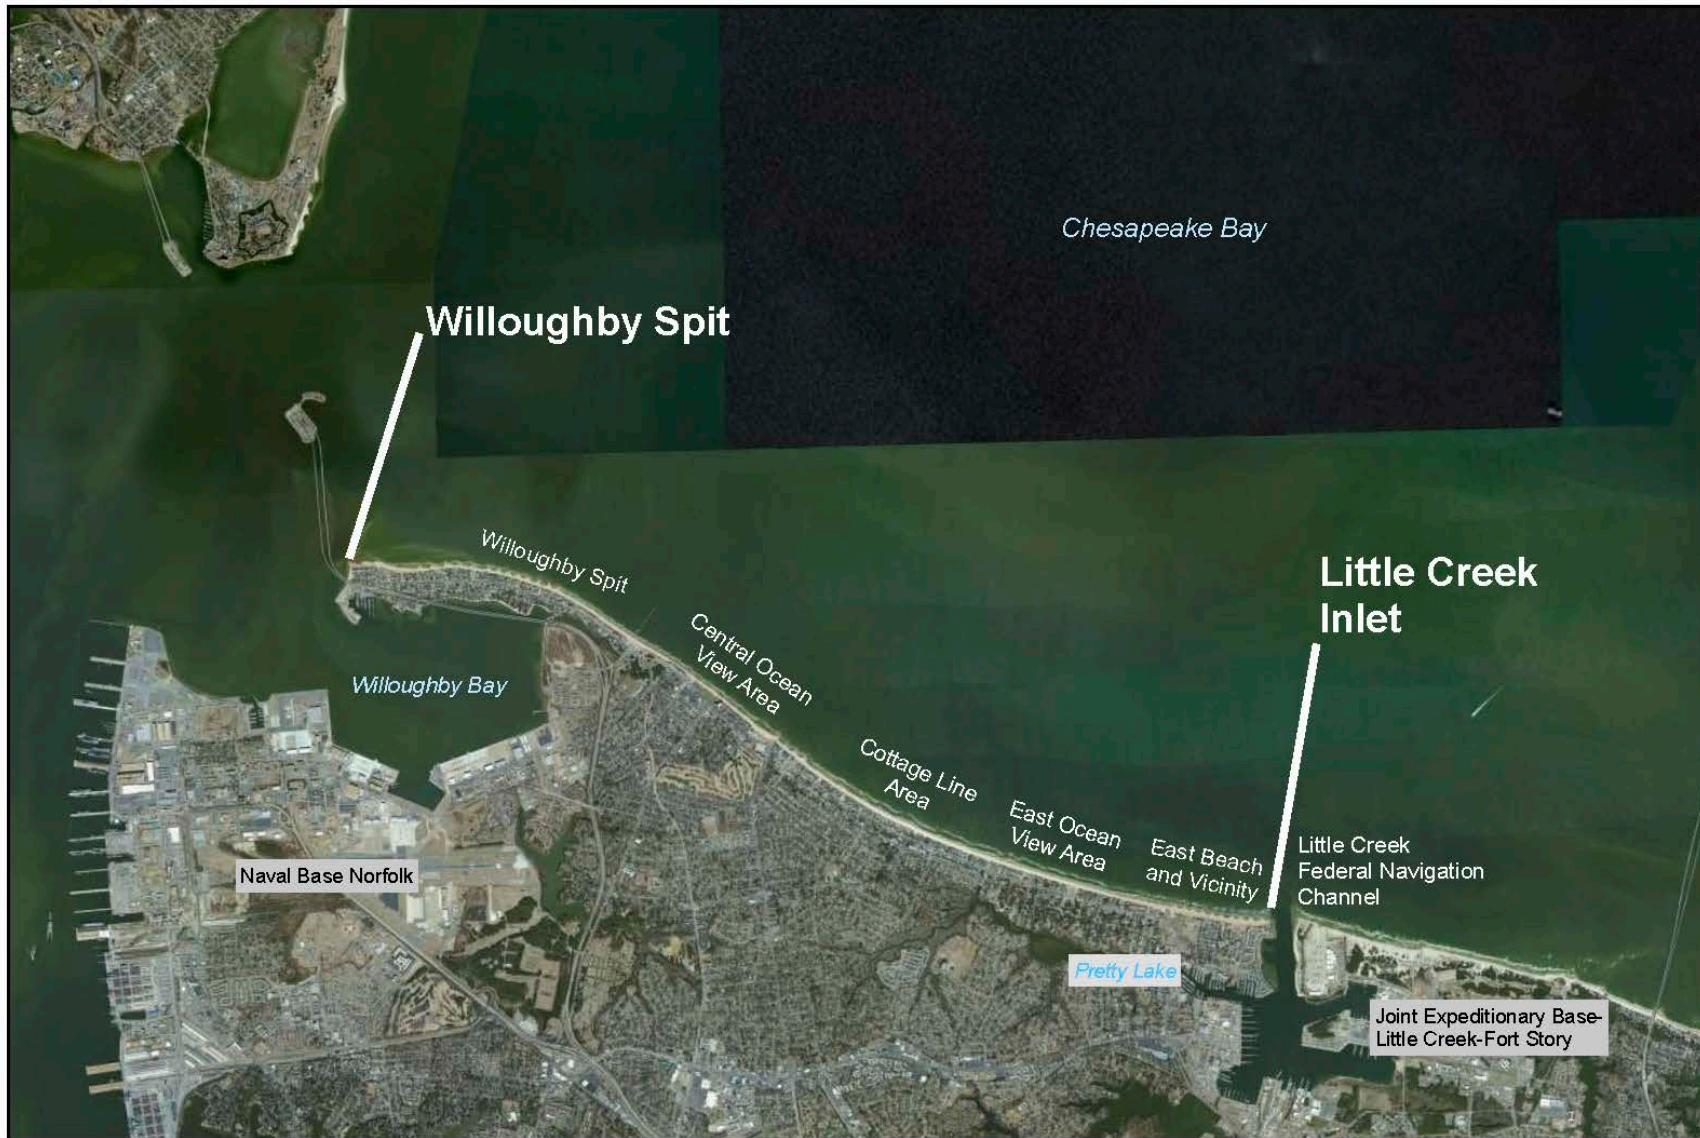 Chesapeake Bay
Willoughby Spit
Willoughby Spit
Little Creek
Inlet
Central Ocean
View Area
Willoughby Bay
Cottage Line
Area
East Ocean
View Area
East Beach
and Vicinity
Little Creek
Federal Navigation
Channel
Naval Base Norfolk
Pretty Lake
Joint Expeditionary Base-
Little Creek-Fort Story